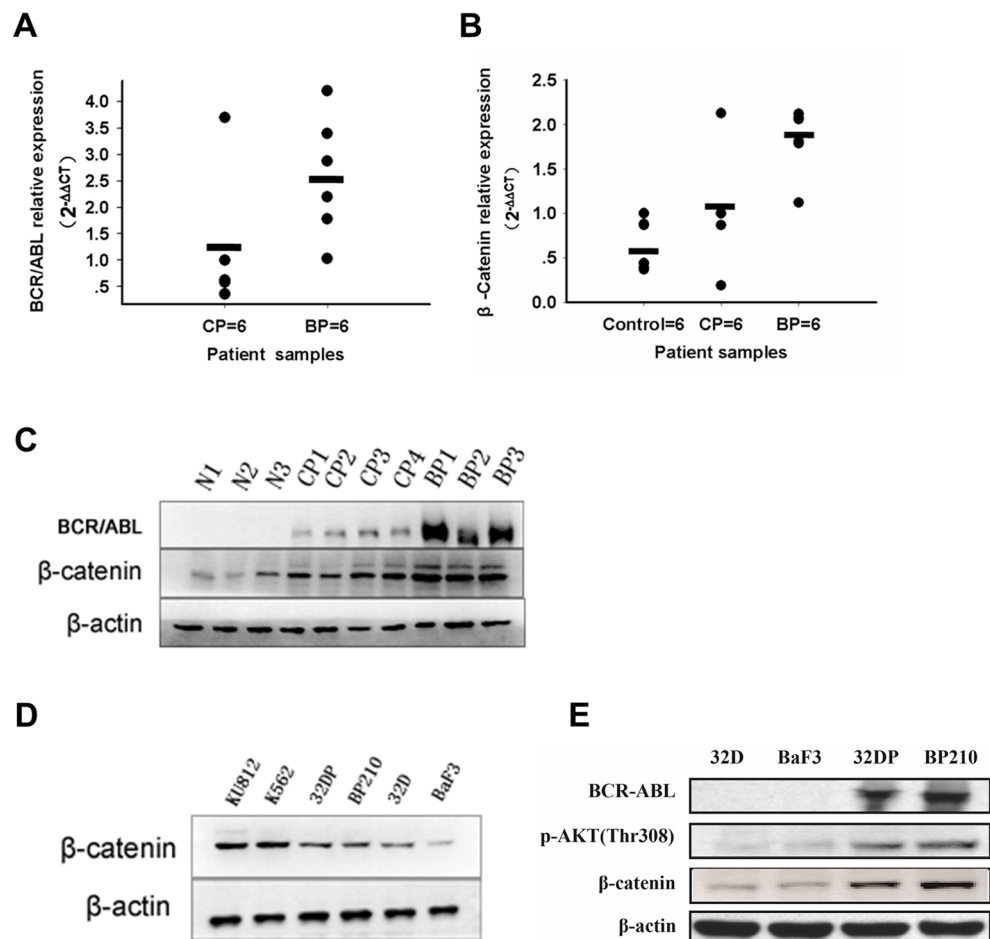 A
BCR/ABL relative expression
(2-ΔΔCT)
4.0
3.5
3.0
2.5
2.0
1.5
1.0
.5
CP=6 BP=6
Patient samples
B
β -Catenin relative expression
(2-ΔΔCT)
2.5
2.0
1.5
1.0
.5
0.0
Control=6 CP=6 BP=6
Patient samples
C
N1 N2 N3 CP1 CP2 CP3 CP4 BP1 BP2 BP3
BCR/ABL
β-catenin
β-actin
D
KU812 K562 32DP BP210 32D BaF3
β-catenin
β-actin
E
32D BaF3 32DP BP210
BCR-ABL
p-AKT(Thr308)
β-catenin
β-actin